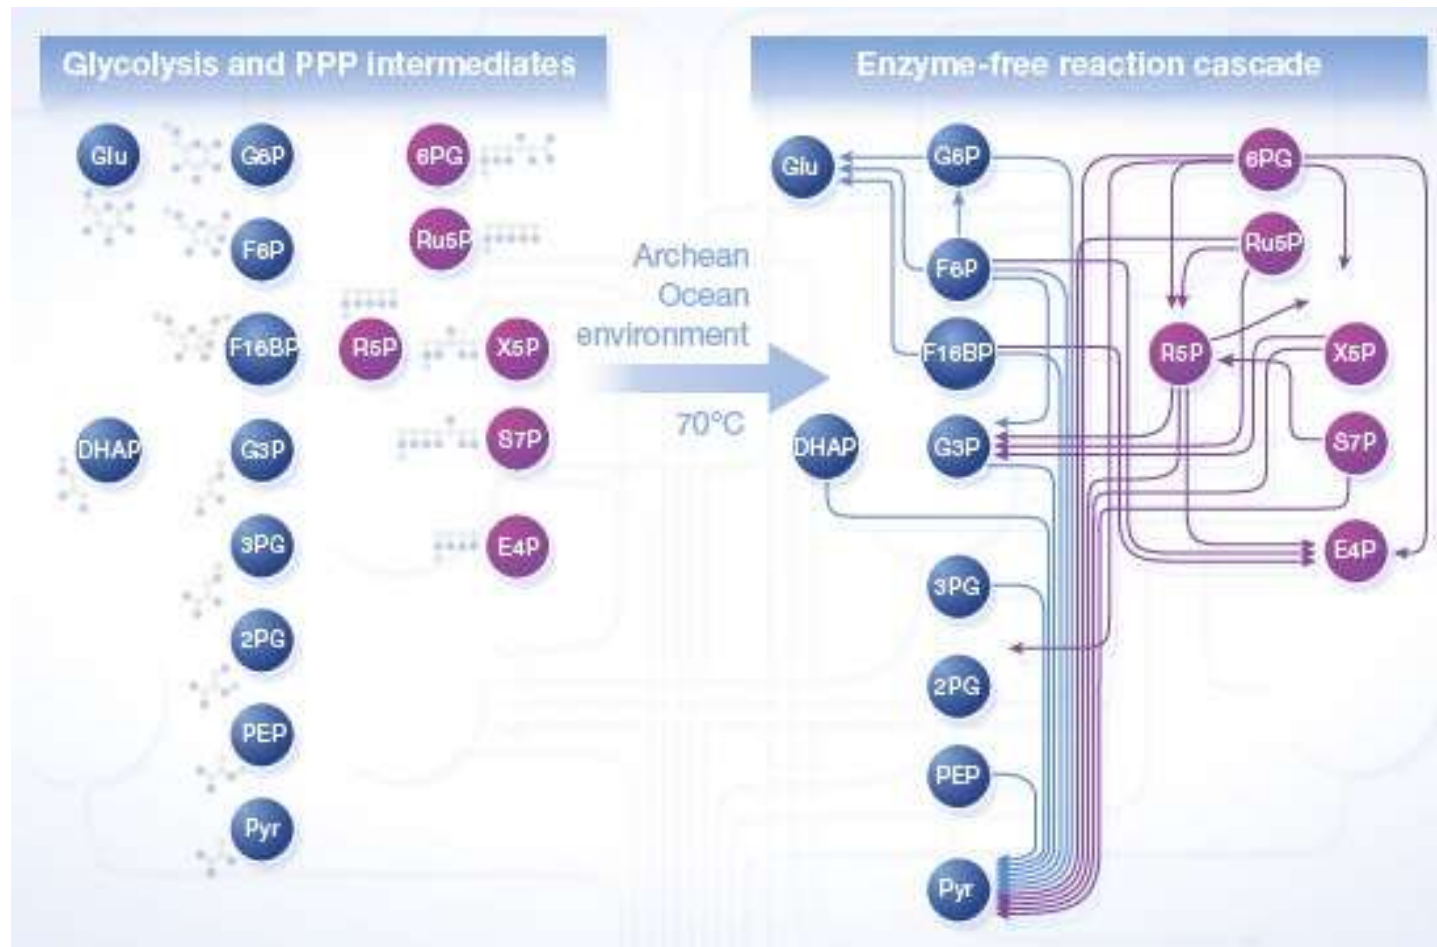 Glycolysis and PPP intermediates
Glu
G6P
6PG
F6P
Ru5P
F16BP
R5P
X5P
DHAP
G3P
S7P
3PG
E4P
2PG
PEP
Pyr
Archean
Ocean
environment
70°C
Enzyme-free reaction cascade
Glu
G6P
6PG
Ru5P
F6P
F16BP
R5P
X5P
DHAP
G3P
S7P
E4P
3PG
2PG
PEP
Pyr